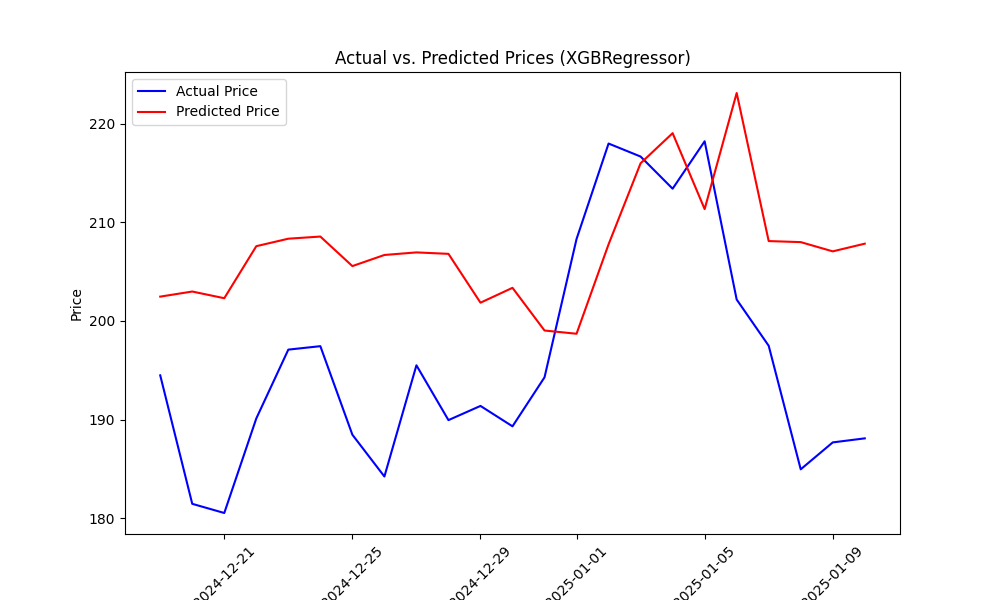 Actual vs. Predicted Prices (XGBRegressor)
Actual Price
Predicted Price
Price
220
210
200
190
180
2024-12-21
2024-12-25
2024-12-29
2025-01-01
2025-01-05
2025-01-09